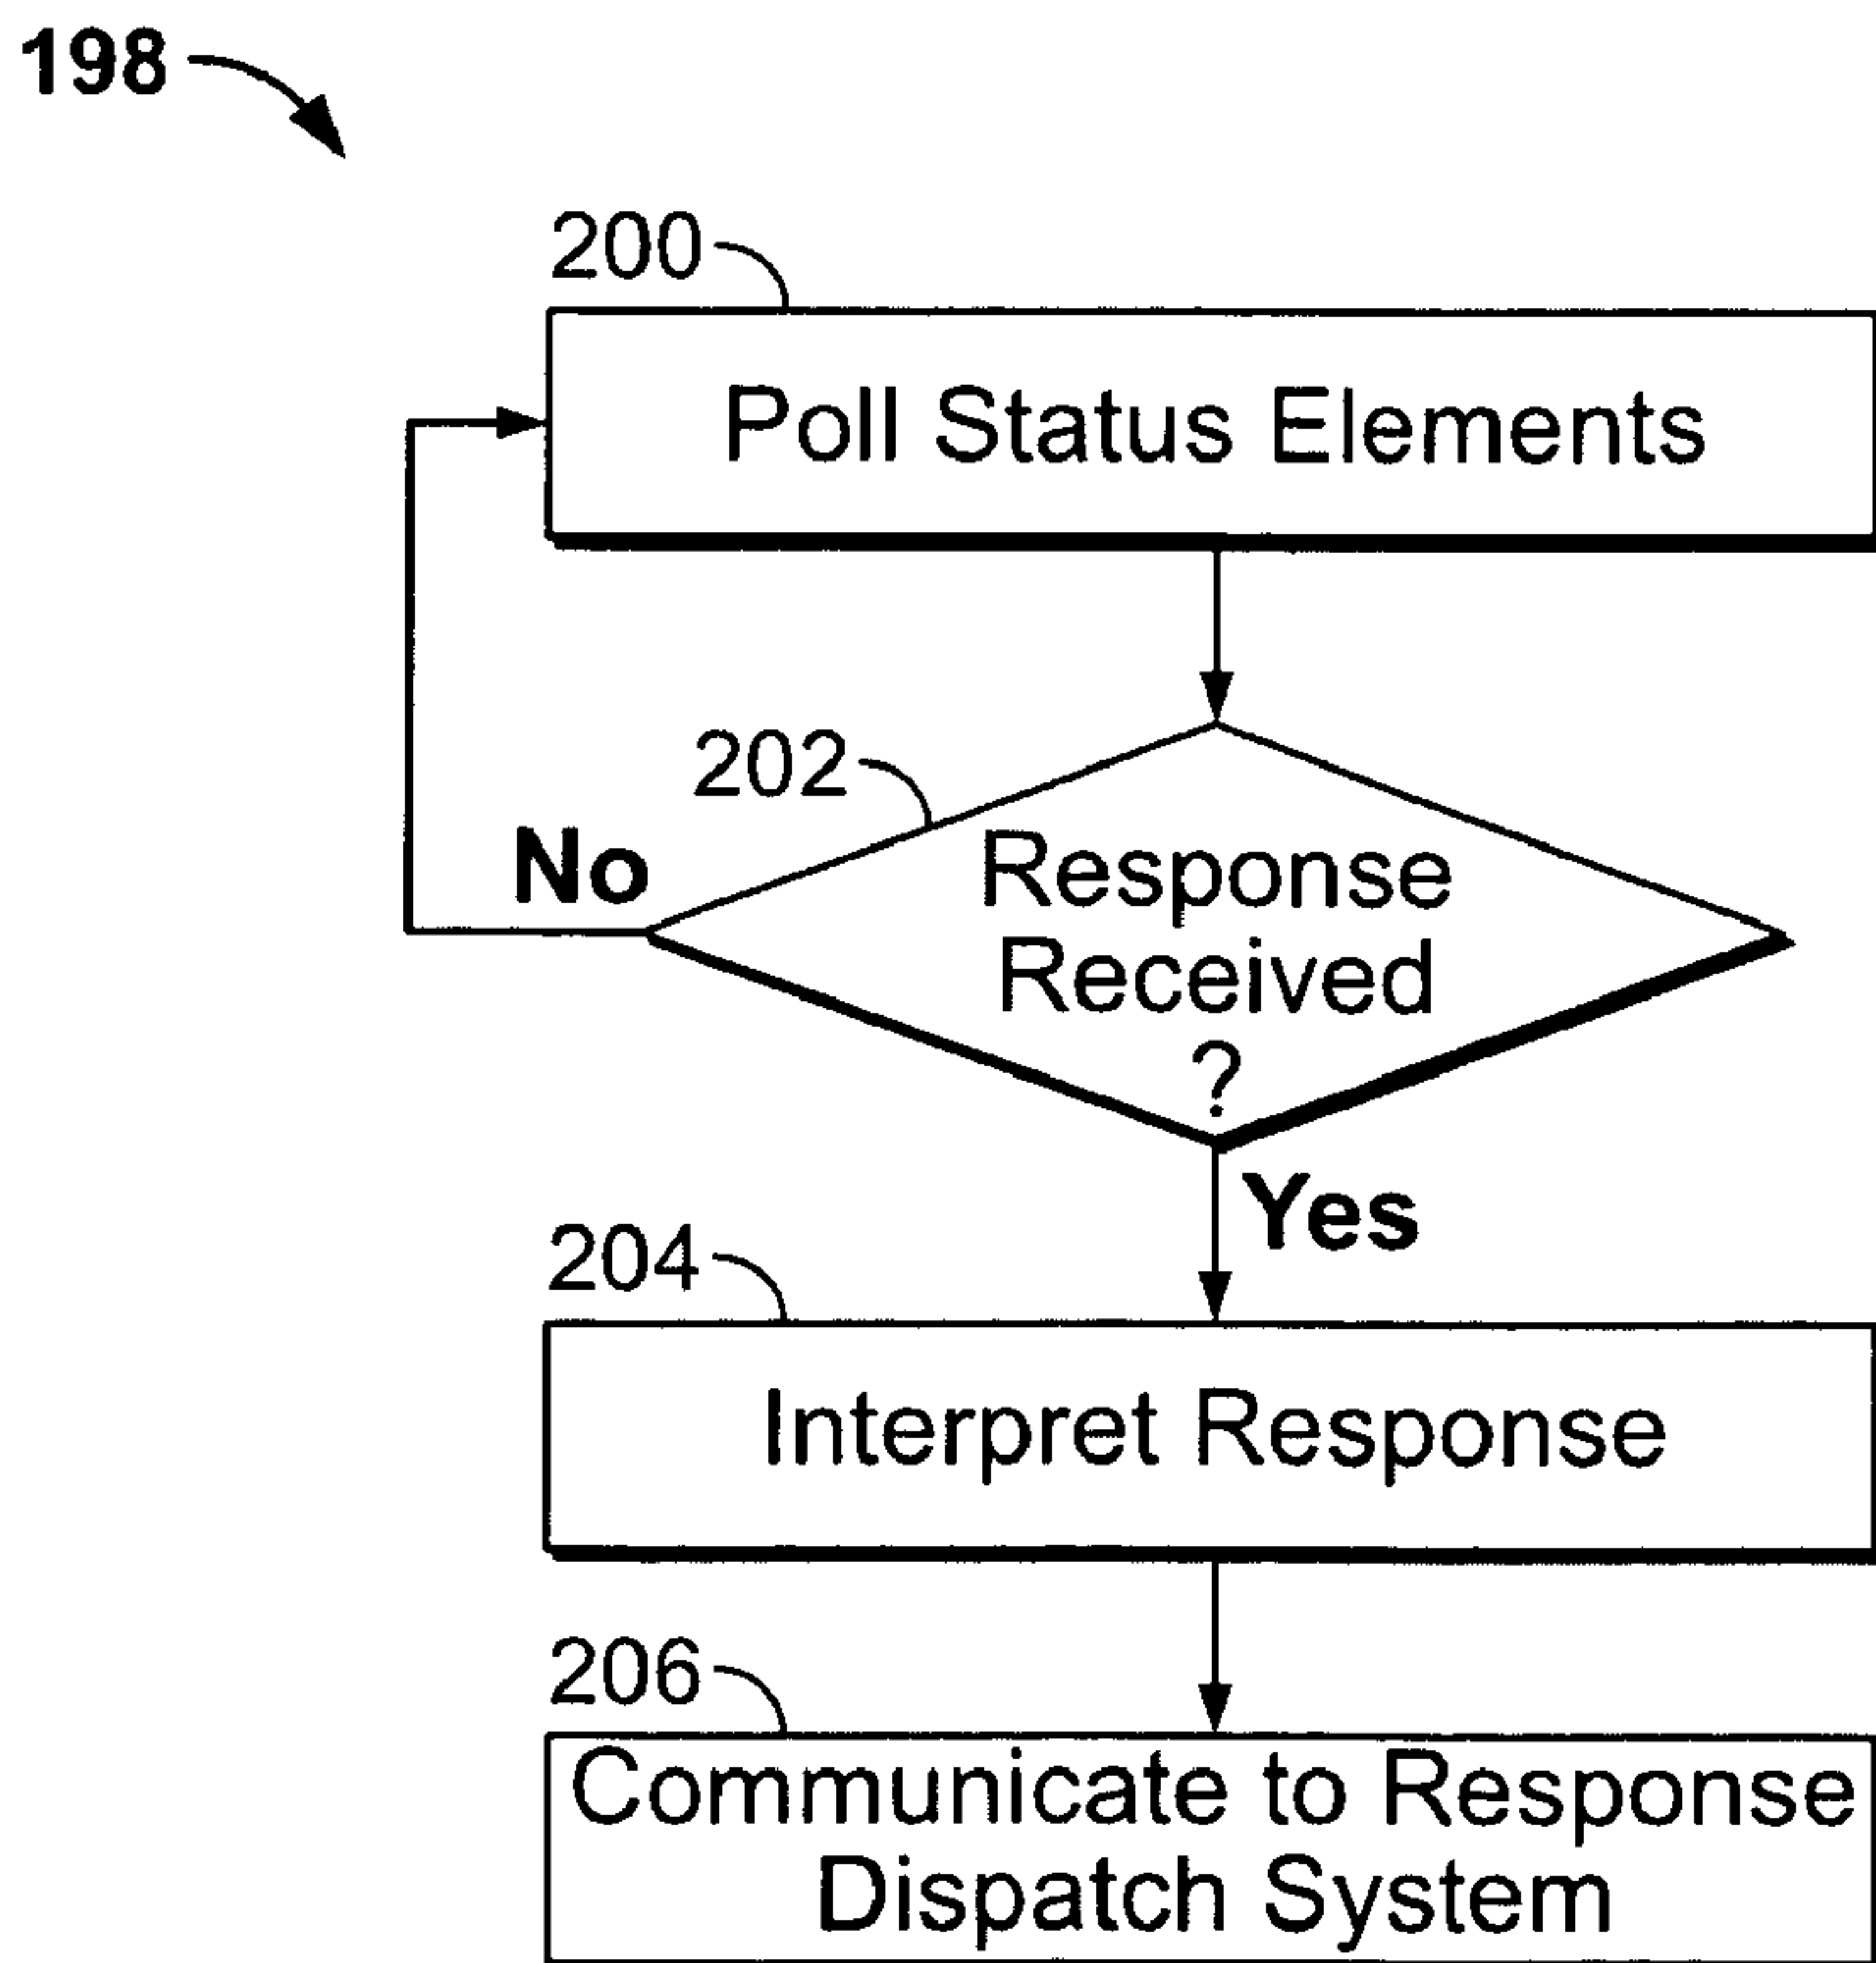 198
200
Poll Status Elements
202
No
Response
Received
?
Yes
204
Interpret Response
206
Communicate to Response
Dispatch System